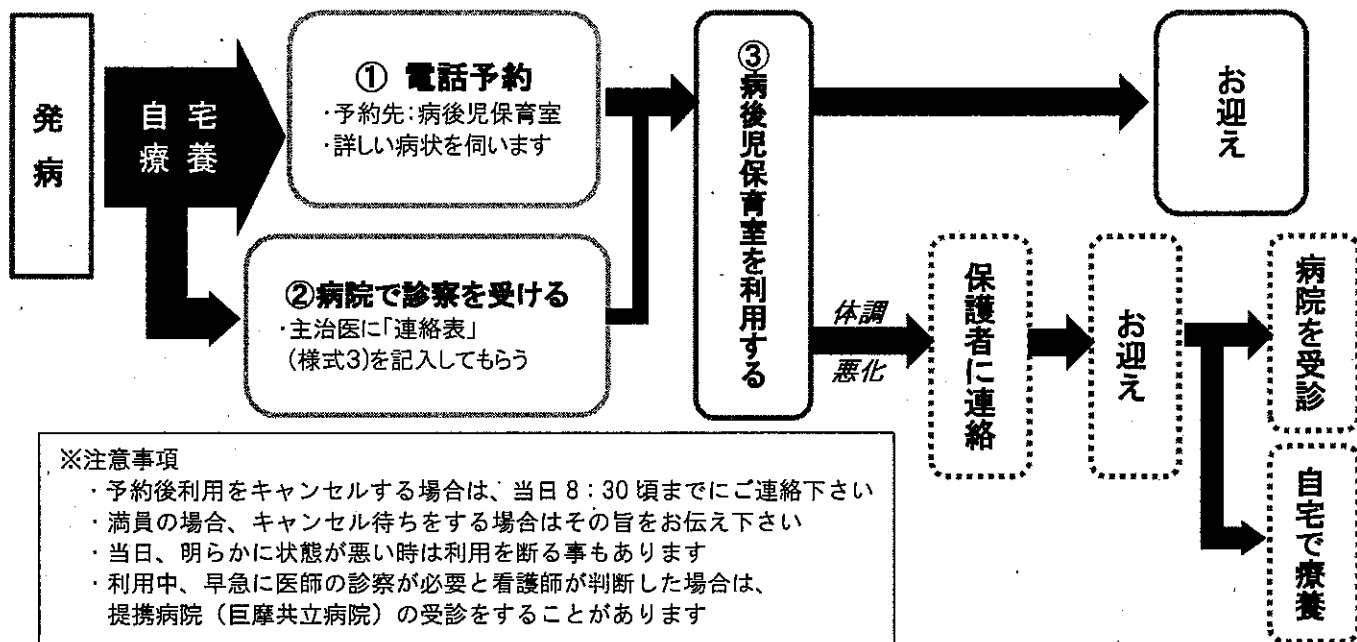 発病
自宅
療養
① 電話予約
・予約先：病後児保育室
・詳しい病状を伺います
②病院で診察を受ける
・主治医に「連絡表」
(様式3)を記入してもらう
③病後児保育室を利用する
お迎え
体調
悪化
保護者に連絡
お迎え
病院を受診
自宅で療養
※注意事項
・予約後利用をキャンセルする場合は、当日8：30頃までにご連絡下さい
・満員の場合、キャンセル待ちをする場合はその旨をお伝え下さい
・当日、明らかに状態が悪い時は利用を断る事もあります
・利用中、早急に医師の診察が必要と看護師が判断した場合は、
提携病院（巨摩共立病院）の受診をすることがあります